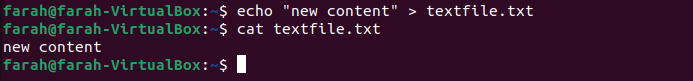 farah@farah-VirtualBox:~$ echo "new content" > textfile.txt
farah@farah-VirtualBox:~$ cat textfile.txt
new content
farah@farah-VirtualBox:~$